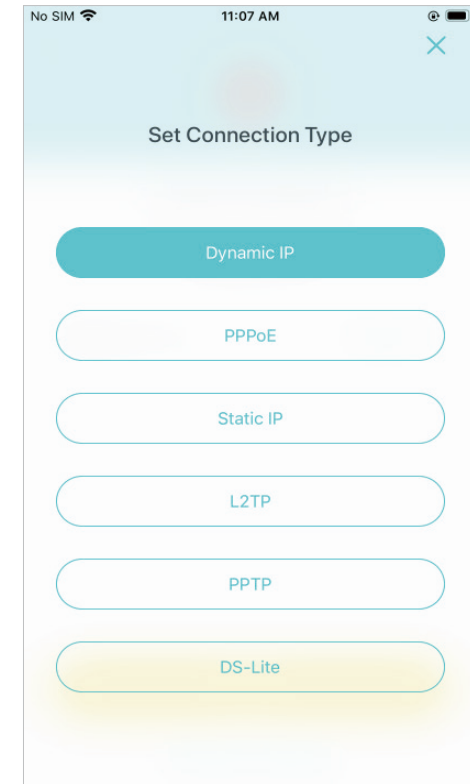 No SIM 11:07 AM
Set Connection Type
Dynamic IP
PPPoE
Static IP
L2TP
PPTP
DS-Lite